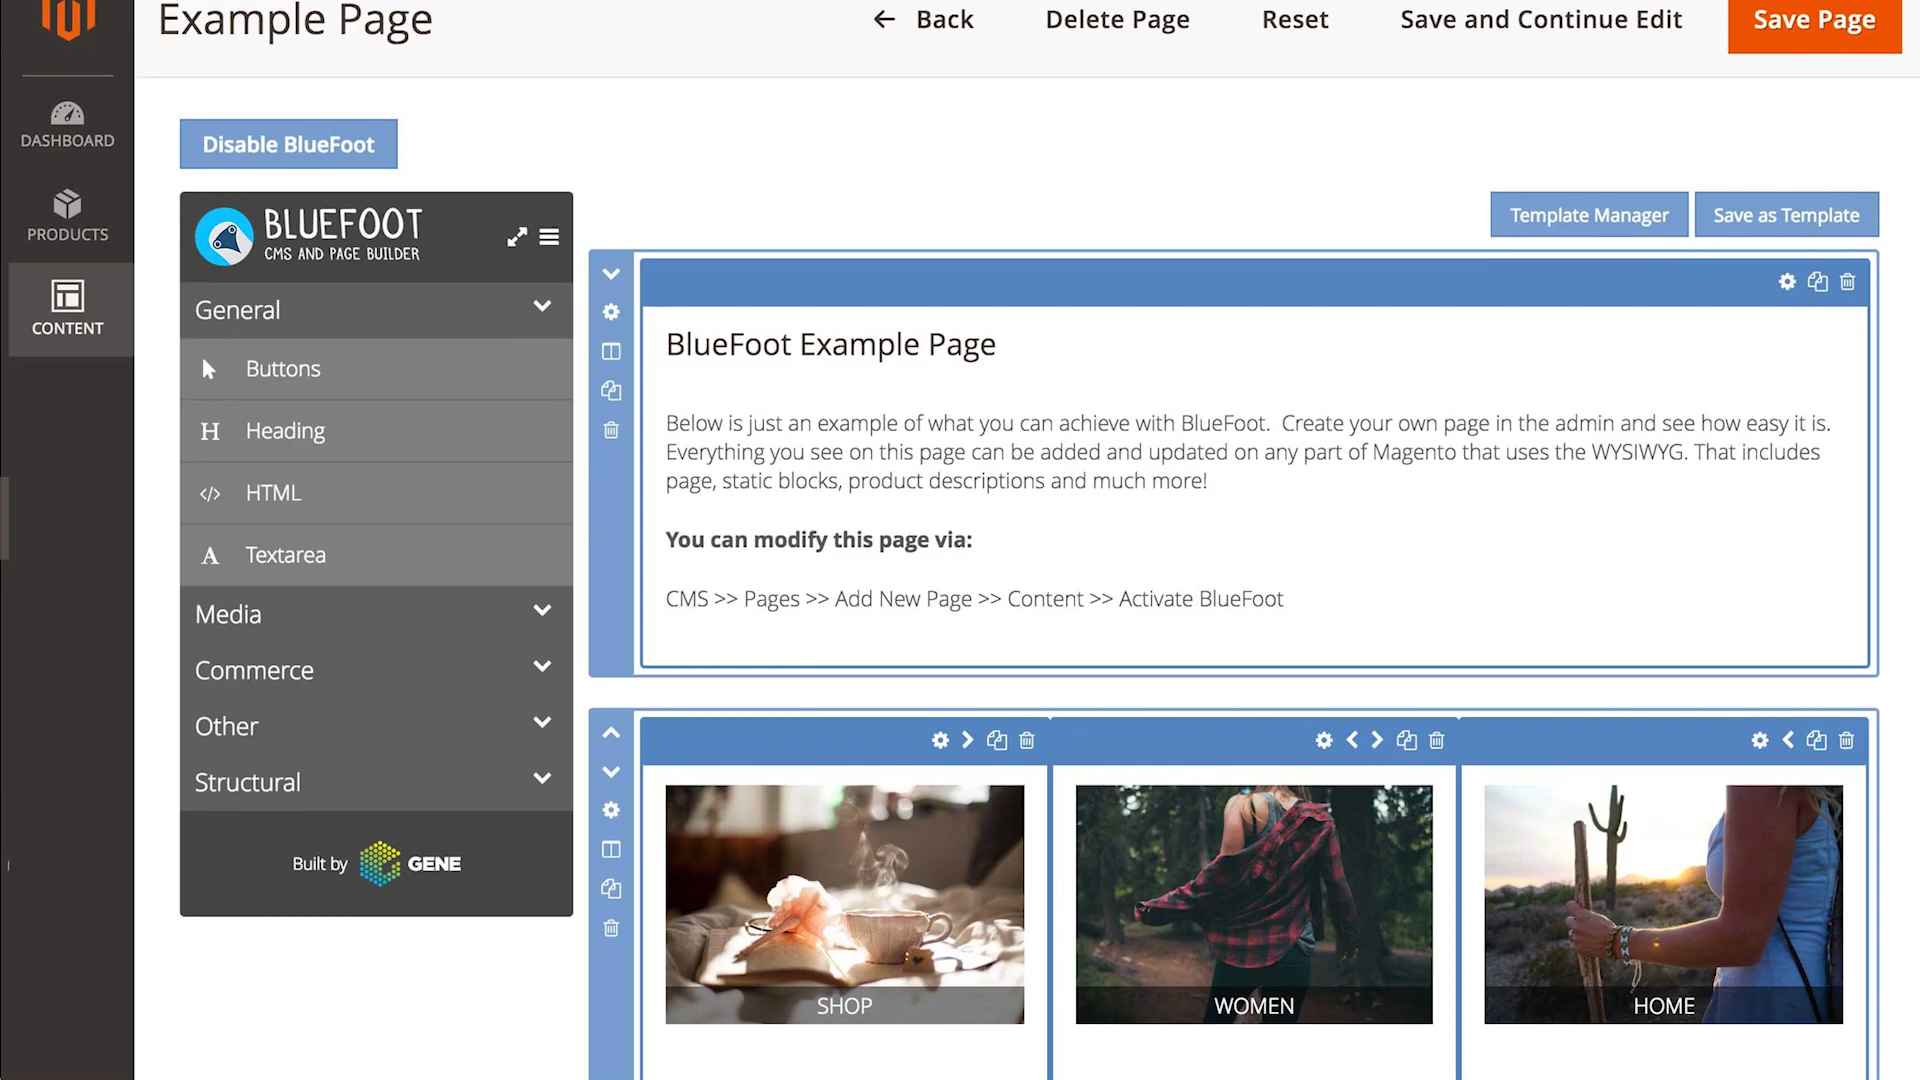 Example Page
← Back
Delete Page
Reset
Save and Continue Edit
Save Page
DASHBOARD
PRODUCTS
CONTENT
Disable BlueFoot
BLUEFOOT
CMS AND PAGE BUILDER
General
Buttons
H Heading
</> HTML
A Textarea
Media
Commerce
Other
Structural
Built by GENE
Template Manager
Save as Template
BlueFoot Example Page
Below is just an example of what you can achieve with BlueFoot. Create your own page in the admin and see how easy it is.
Everything you see on this page can be added and updated on any part of Magento that uses the WYSIWYG. That includes
page, static blocks, product descriptions and much more!
You can modify this page via:
CMS >> Pages >> Add New Page >> Content >> Activate BlueFoot
SHOP
WOMEN
HOME